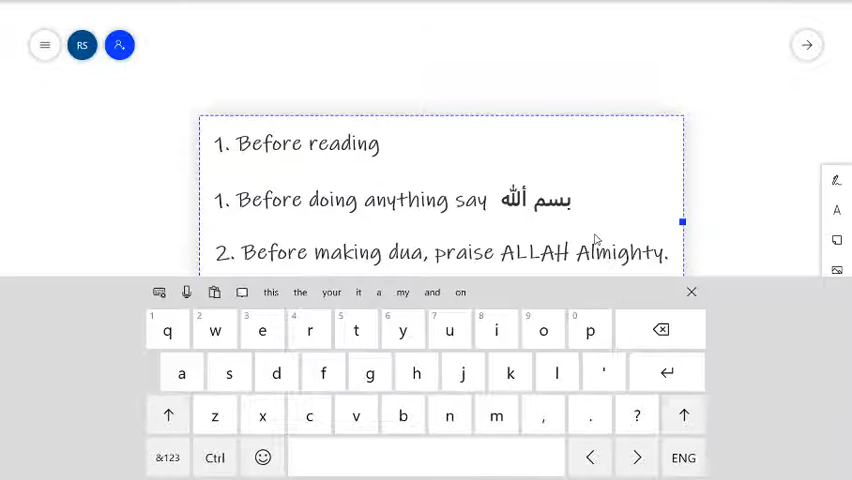 RS
1. Before reading
1. Before doing anything say بسم ألله
2. Before making dua, praise ALLAH Almighty.
A
this the your it a my and on
1 2 3 4 5 6 7 8 9 0
q w e r t y u i o p
a s d f g h j k l '
z x c v b n m , . ?
&123 Ctrl ENG